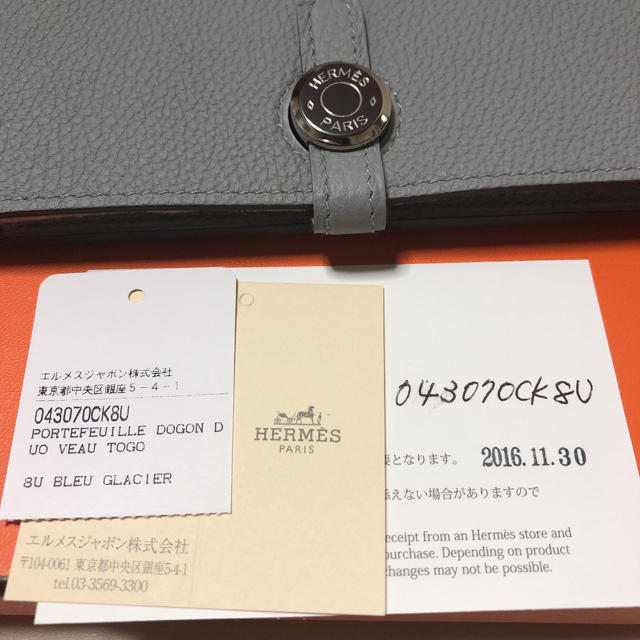 HERMÈS
PARIS
エルメスジャポン株式会社
東京都中央区銀座5-4-1
043070CK8U
PORTEFEUILLE DOGON D
UO VEAU TOGO
8U BLEU GLACIER
HERMÈS
PARIS
エルメスジャポン株式会社
〒104-0061 東京都中央区銀座5-4-1
tel.03-3569-3300
043070CK8U
となります。 2016.11.30
えない場合がありますので
eceipt from an Hermès store and
urchase. Depending on product
changes may not be possible.